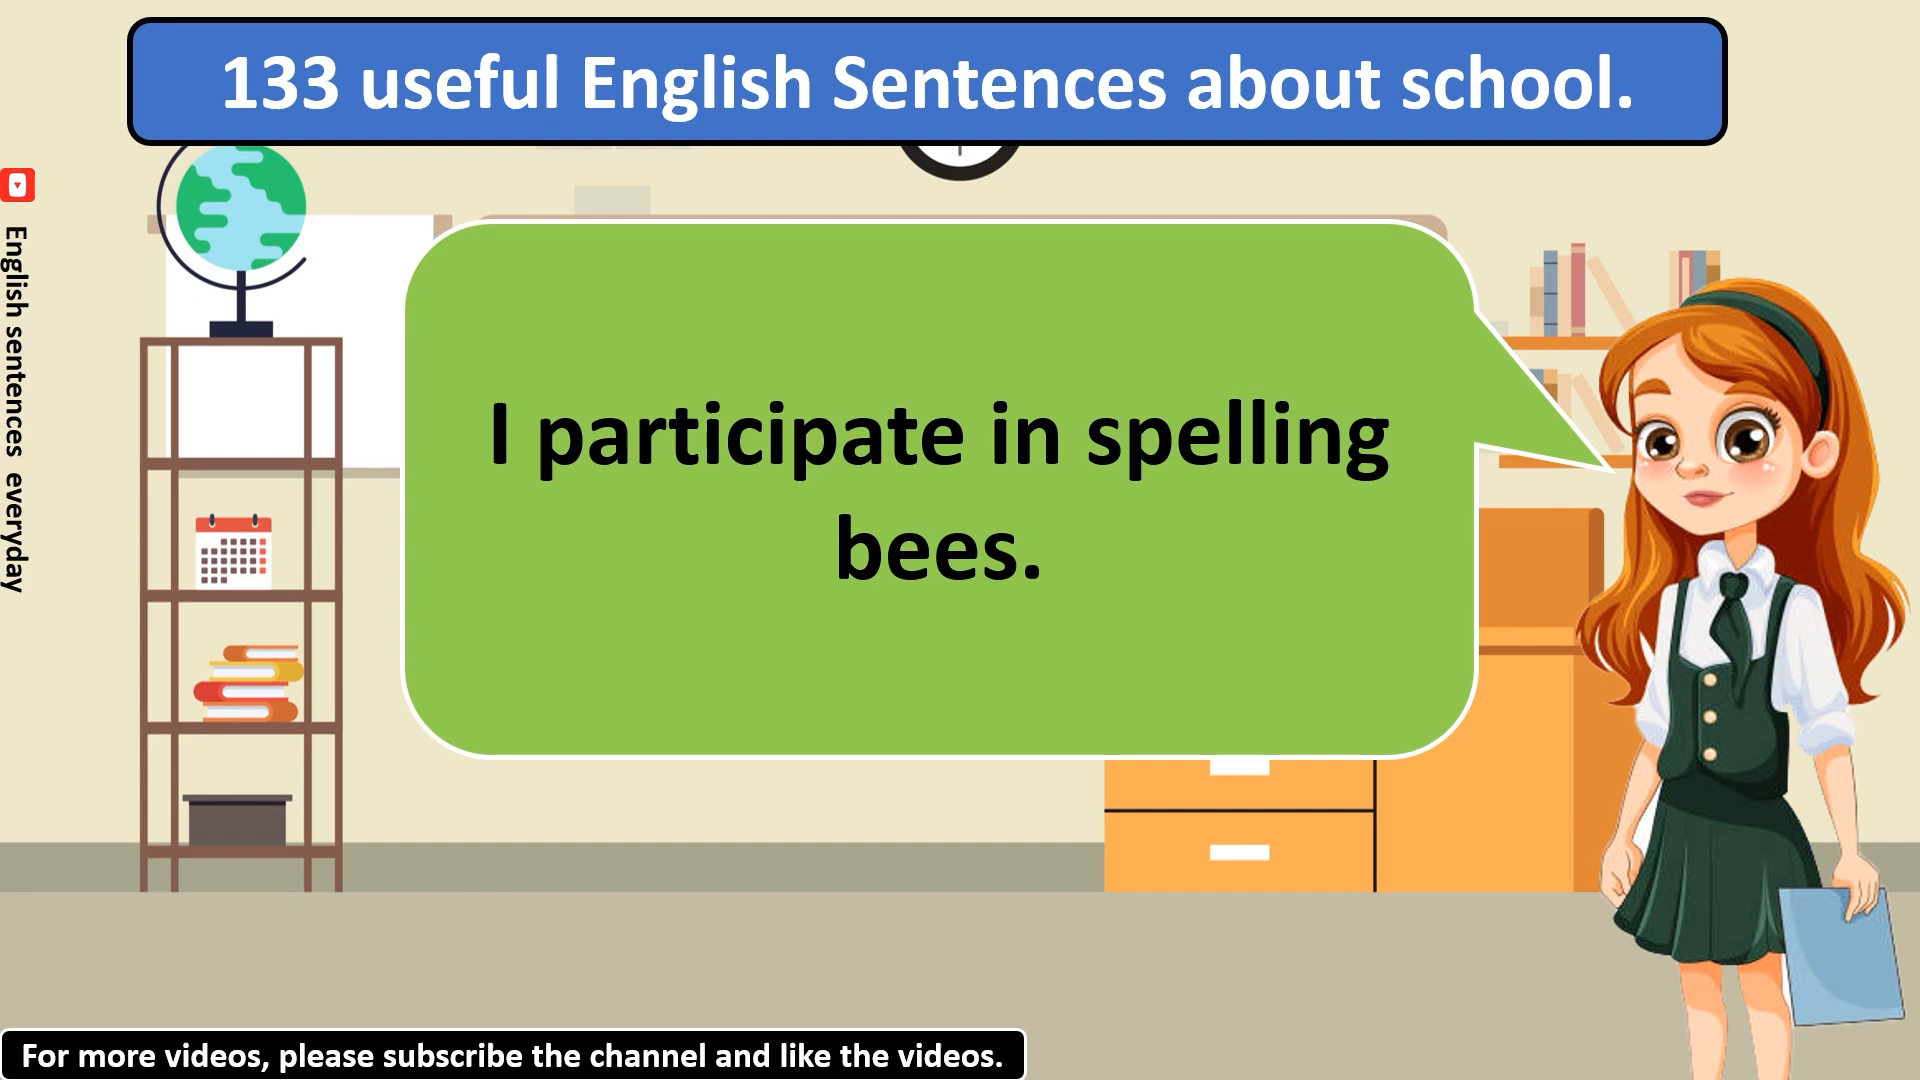 133 useful English Sentences about school.
English sentences everyday
I participate in spelling
bees.
For more videos, please subscribe the channel and like the videos.